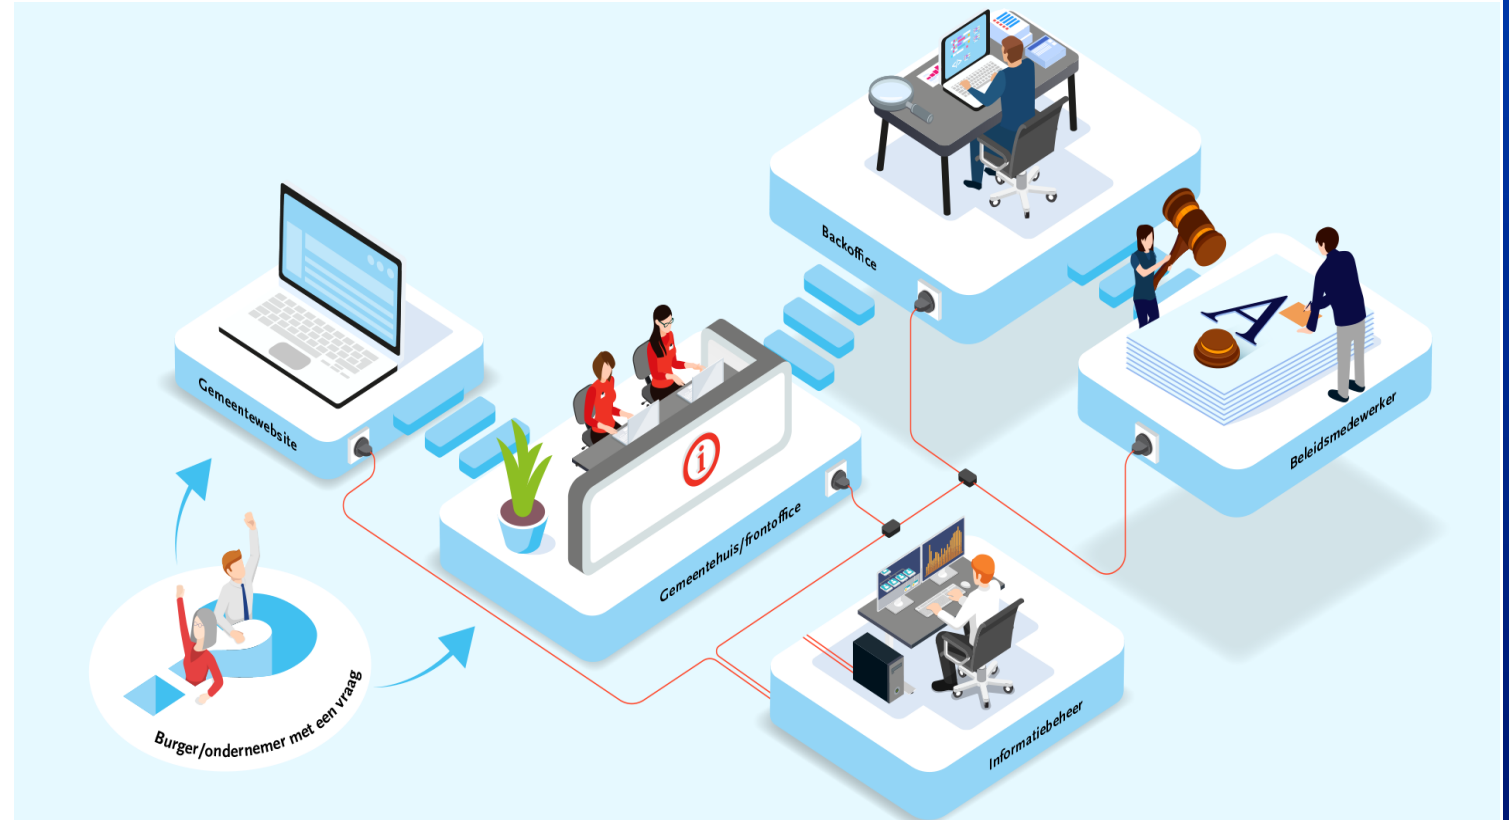 Backoffice
Gemeentewebsite
Beleidsmedewerker
i
Gemeentehuis/frontoffice
A
Burger/ondernemer met een vraag
Informatiebeheer